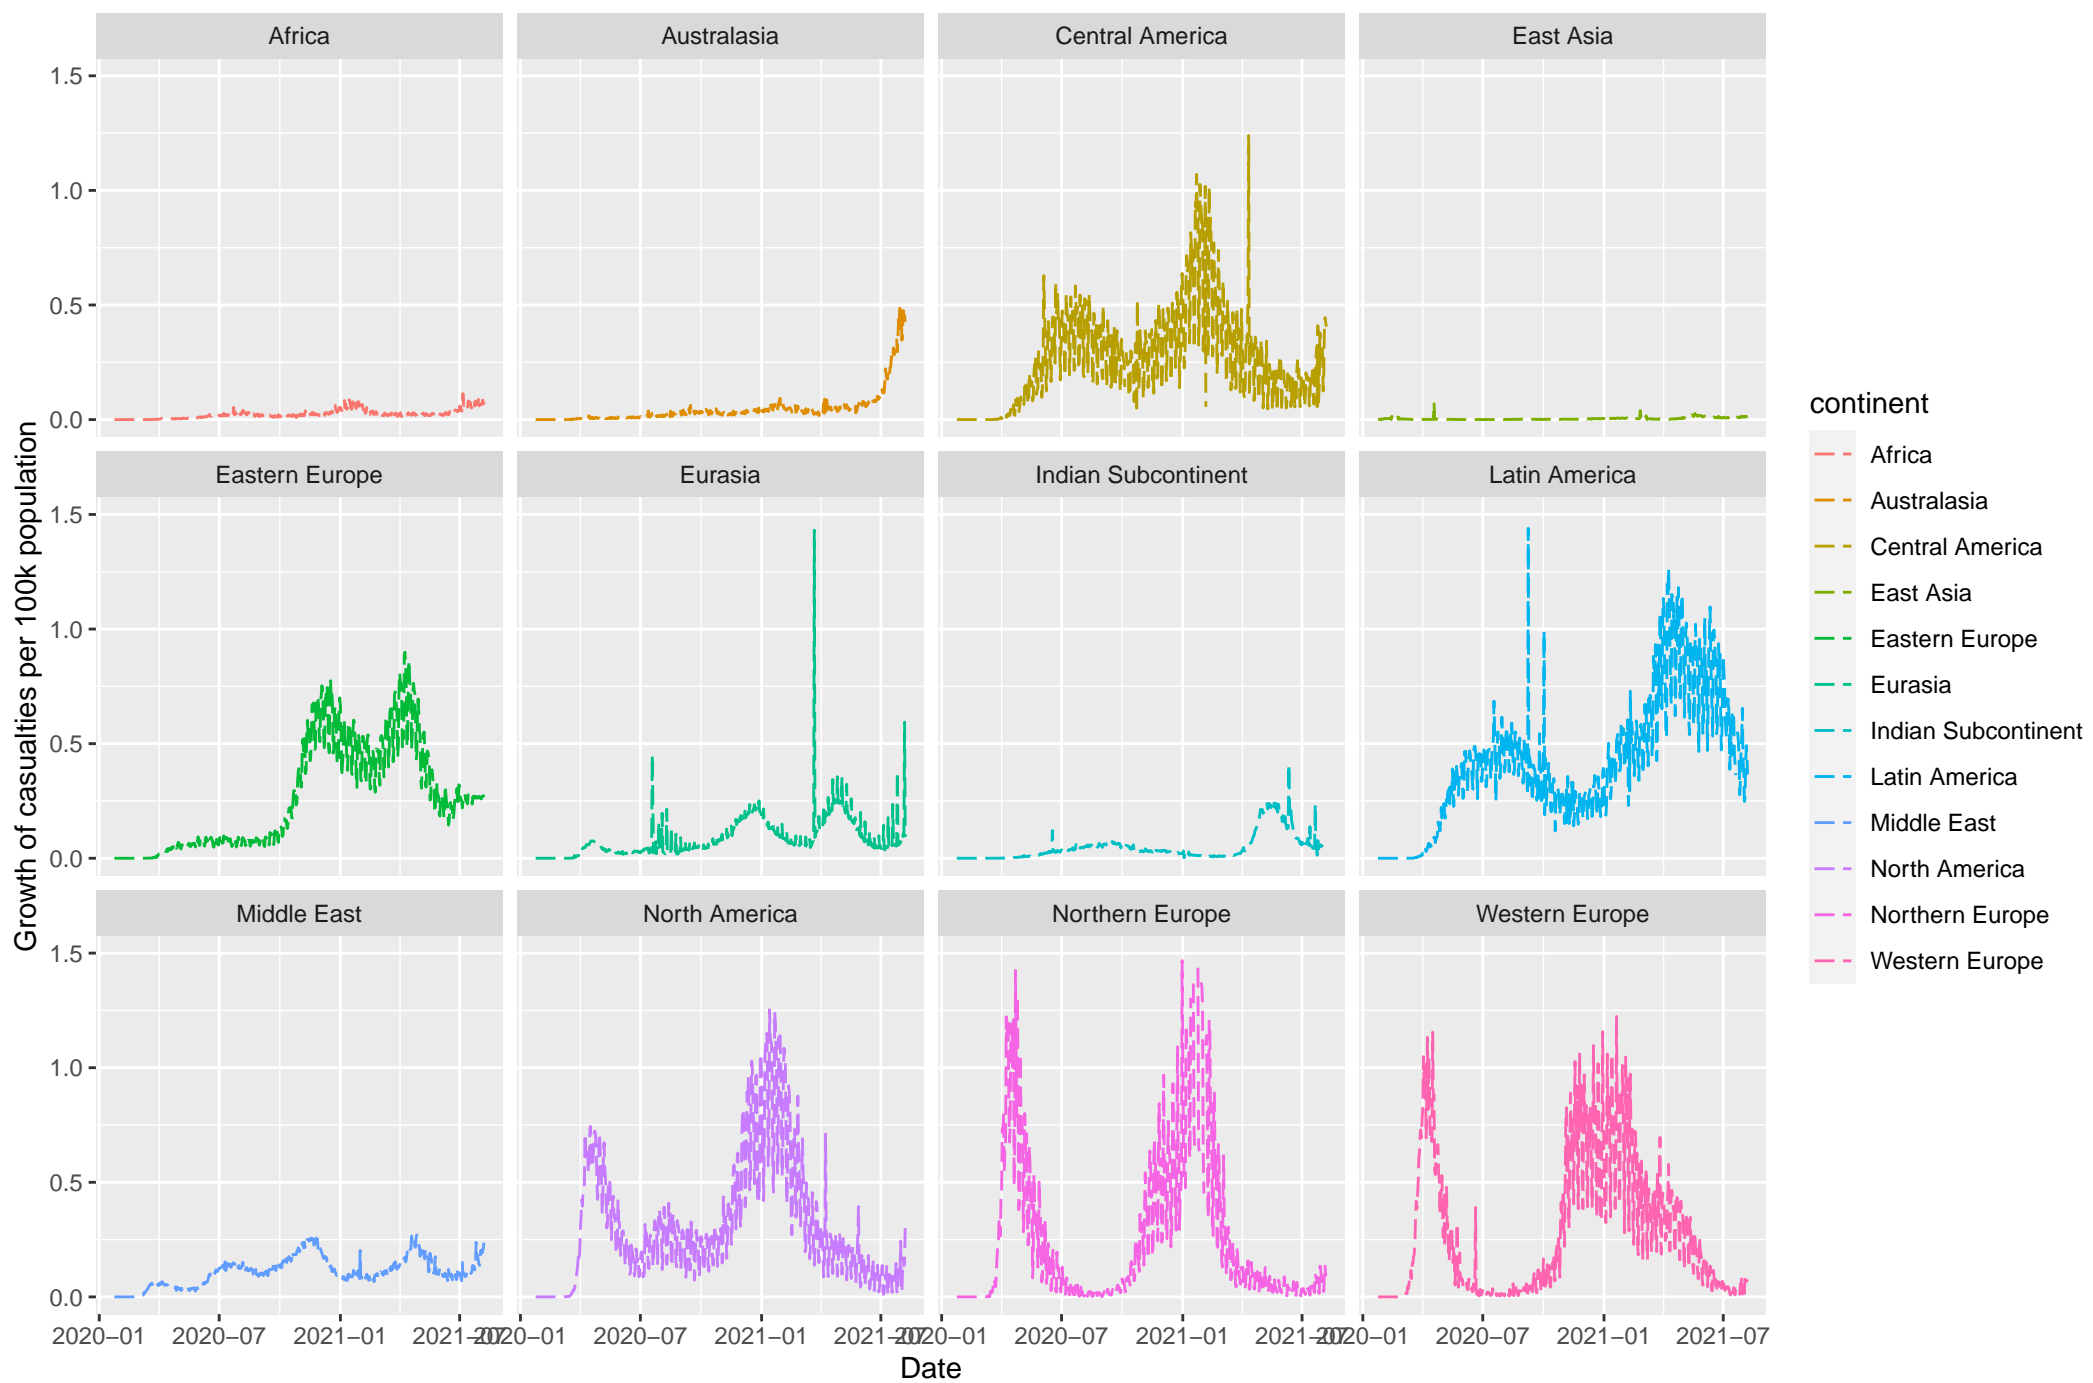 Africa
Australasia
Central America
East Asia
1.5
1.0
0.5
0.0
Eastern Europe
Eurasia
Indian Subcontinent
Latin America
1.5
1.0
0.5
0.0
Middle East
North America
Northern Europe
Western Europe
1.5
1.0
0.5
0.0
2020−01
2020−07
2021−01
2021−07
2020−01
2020−07
2021−01
2021−07
2020−01
2020−07
2021−01
2021−07
2020−01
2020−07
2021−01
2021−07
Date
Growth of casualties per 100k population
continent
Africa
Australasia
Central America
East Asia
Eastern Europe
Eurasia
Indian Subcontinent
Latin America
Middle East
North America
Northern Europe
Western Europe